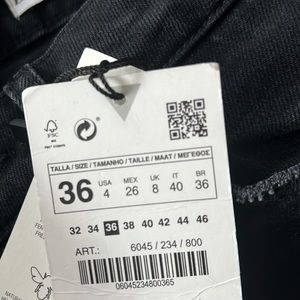 FSC
TALLA / SIZE / TAMANHO / TAILLE / MAAT / ΜΕΓΕΘΟΣ
36 USA 4 MEX 26 UK 8 IT 40 BR 36
32 34 36 38 40 42 44 46
ART.: 6045 / 234 / 800
06045234800365